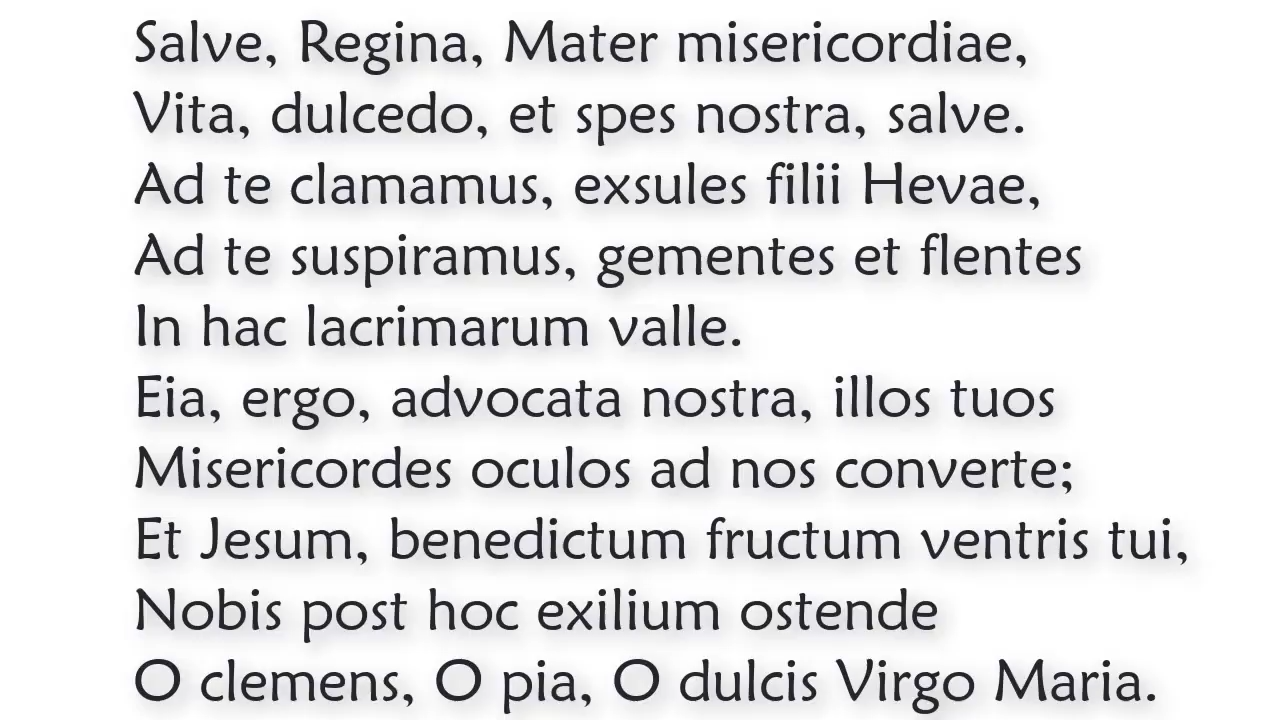 Salve, Regina, Mater misericordiae,
Vita, dulcedo, et spes nostra, salve.
Ad te clamamus, exsules filii Hevae,
Ad te suspiramus, gementes et flentes
In hac lacrimarum valle.
Eia, ergo, advocata nostra, illos tuos
Misericordes oculos ad nos converte;
Et Jesum, benedictum fructum ventris tui,
Nobis post hoc exilium ostende
O clemens, O pia, O dulcis Virgo Maria.